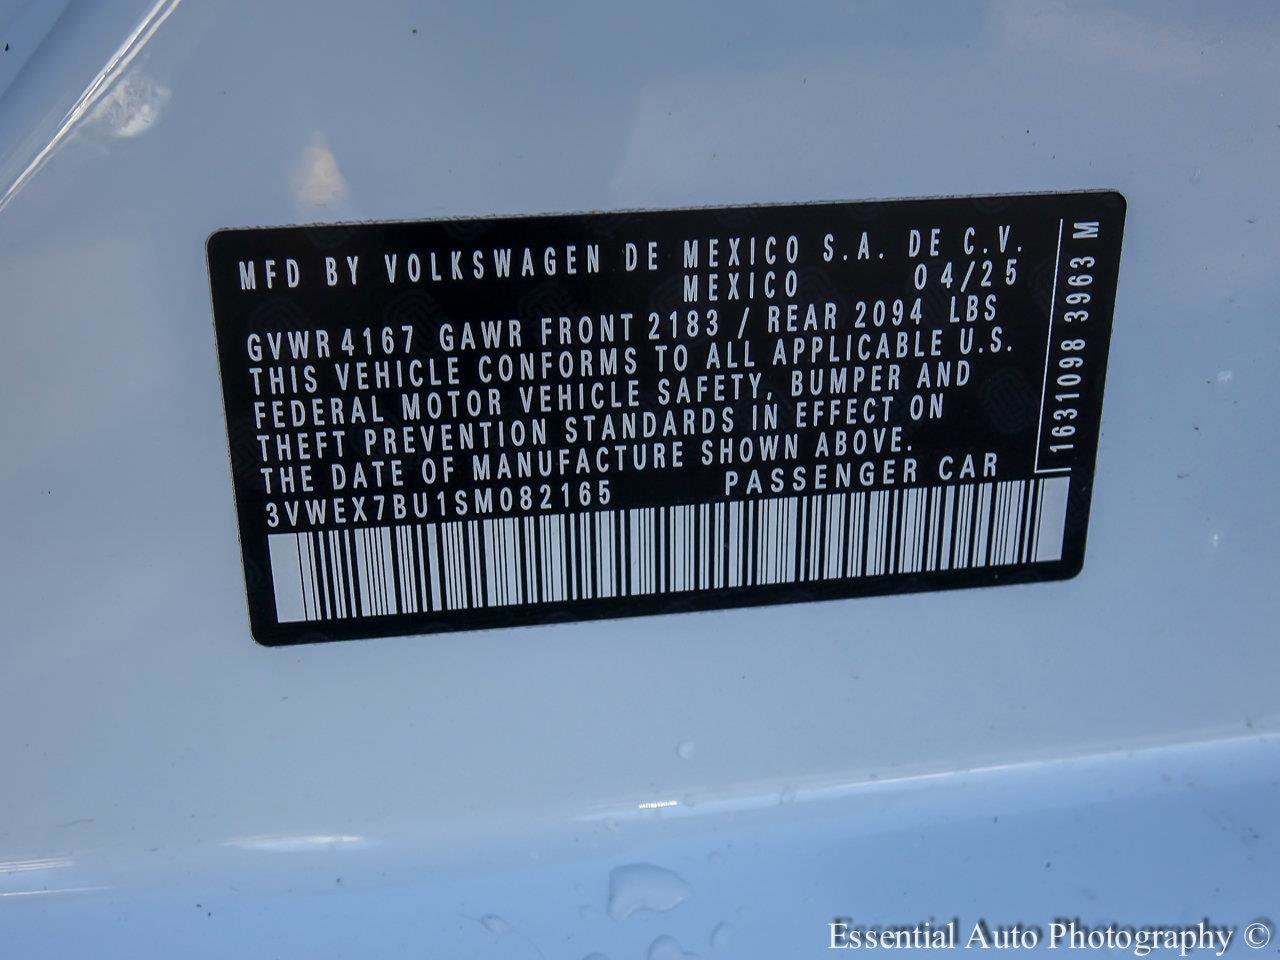 MFD BY VOLKSWAGEN DE MEXICO S.A. DE C.V.
MEXICO 04/25
GVWR 4167 GAWR FRONT 2183 / REAR 2094 LBS
THIS VEHICLE CONFORMS TO ALL APPLICABLE U.S.
FEDERAL MOTOR VEHICLE SAFETY, BUMPER AND
THEFT PREVENTION STANDARDS IN EFFECT ON
THE DATE OF MANUFACTURE SHOWN ABOVE.
3VWEX7BU1SM082165 PASSENGER CAR
1631098 3963 M
Essential Auto Photography ©